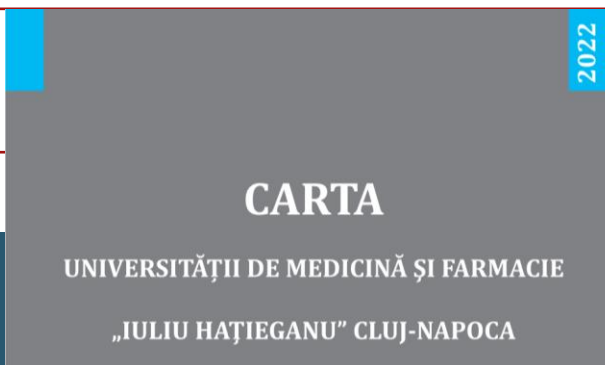 2022
CARTA
UNIVERSITĂȚII DE MEDICINĂ ȘI FARMACIE
„IULIU HAȚIEGANU” CLUJ-NAPOCA